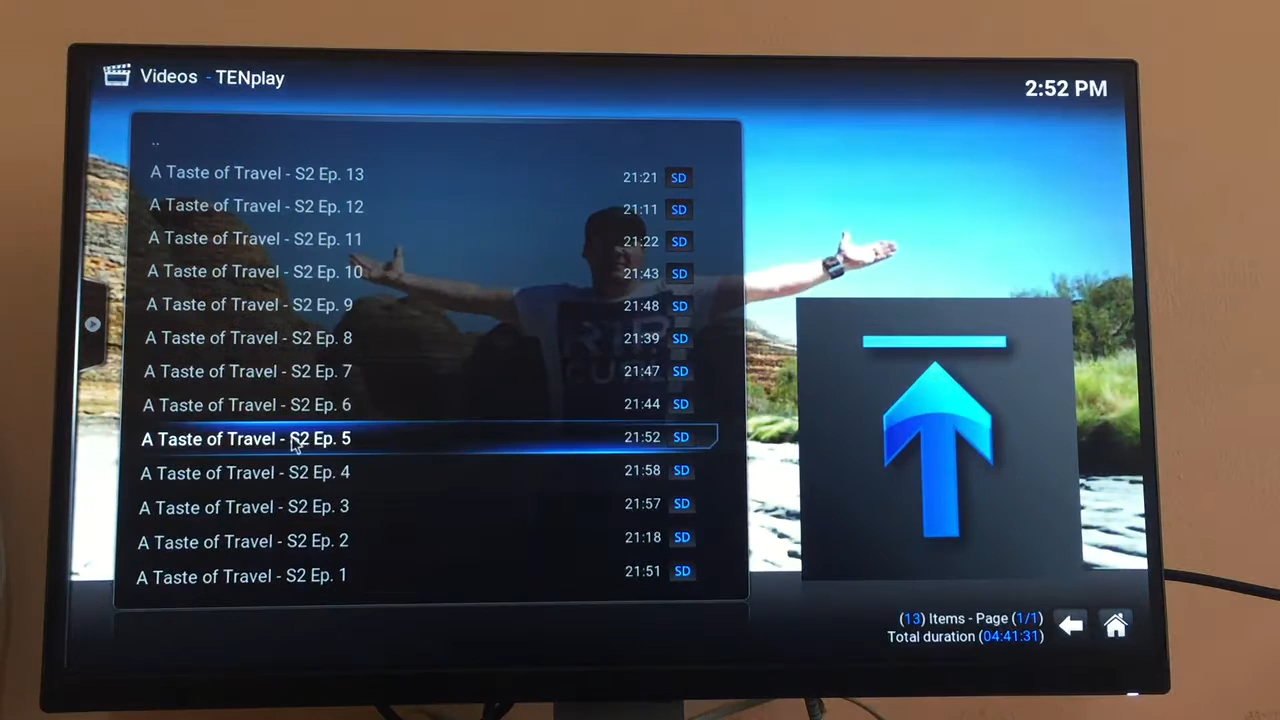 Videos - TENplay
2:52 PM
..
A Taste of Travel - S2 Ep. 13 21:21 SD
A Taste of Travel - S2 Ep. 12 21:11 SD
A Taste of Travel - S2 Ep. 11 21:22 SD
A Taste of Travel - S2 Ep. 10 21:43 SD
A Taste of Travel - S2 Ep. 9 21:48 SD
A Taste of Travel - S2 Ep. 8 21:39 SD
A Taste of Travel - S2 Ep. 7 21:47 SD
A Taste of Travel - S2 Ep. 6 21:44 SD
A Taste of Travel - S2 Ep. 5 21:52 SD
A Taste of Travel - S2 Ep. 4 21:58 SD
A Taste of Travel - S2 Ep. 3 21:57 SD
A Taste of Travel - S2 Ep. 2 21:18 SD
A Taste of Travel - S2 Ep. 1 21:51 SD
(13) Items - Page (1/1)
Total duration (04:41:31)